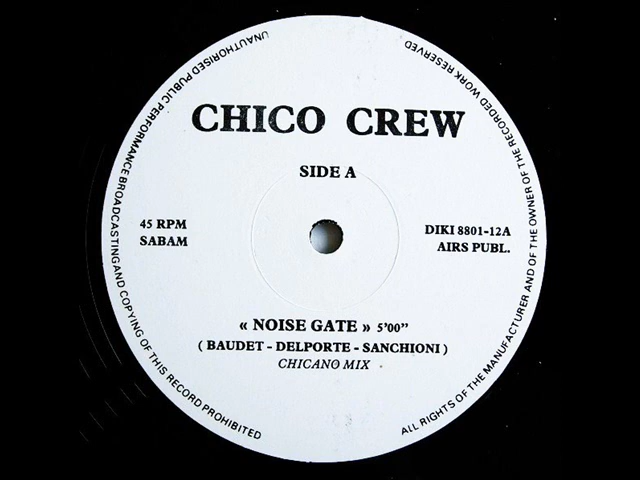 CHICO CREW
SIDE A
45 RPM
SABAM
DIKI 8801-12A
AIRS PUBL.
« NOISE GATE » 5’00”
( BAUDET - DELPORTE - SANCHIONI )
CHICANO MIX
ALL RIGHTS OF THE MANUFACTURER AND OF THE OWNER OF THE RECORDED WORK RESERVED
UNAUTHORISED PUBLIC PERFORMANCE BROADCASTING AND COPYING OF THIS RECORD PROHIBITED